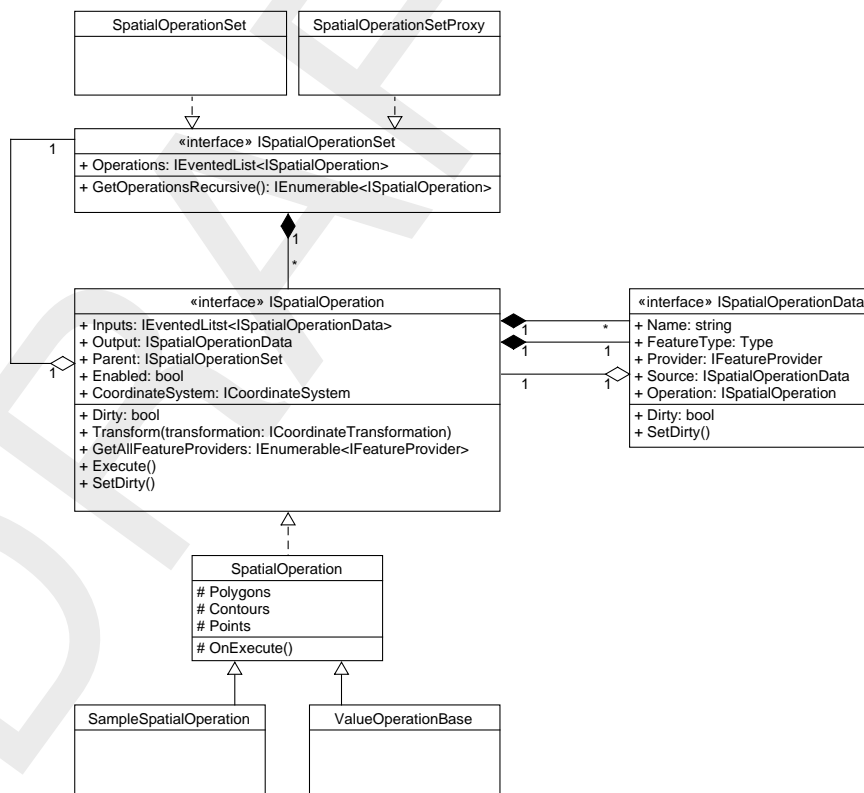 SpatialOperationSet
SpatialOperationSetProxy
«interface» ISpatialOperationSet
+ Operations: IEventedList<ISpatialOperation>
+ GetOperationsRecursive(): IEnumerable<ISpatialOperation>
1
1
*
«interface» ISpatialOperation
+ Inputs: IEventedLitst<ISpatialOperationData>
+ Output: ISpatialOperationData
+ Parent: ISpatialOperationSet
+ Enabled: bool
+ CoordinateSystem: ICoordinateSystem
+ Dirty: bool
+ Transform(transformation: ICoordinateTransformation)
+ GetAllFeatureProviders: IEnumerable<IFeatureProvider>
+ Execute()
+ SetDirty()
1
1
*
1
1
1
1
«interface» ISpatialOperationData
+ Name: string
+ FeatureType: Type
+ Provider: IFeatureProvider
+ Source: ISpatialOperationData
+ Operation: ISpatialOperation
+ Dirty: bool
+ SetDirty()
SpatialOperation
# Polygons
# Contours
# Points
# OnExecute()
SampleSpatialOperation
ValueOperationBase
DRAF